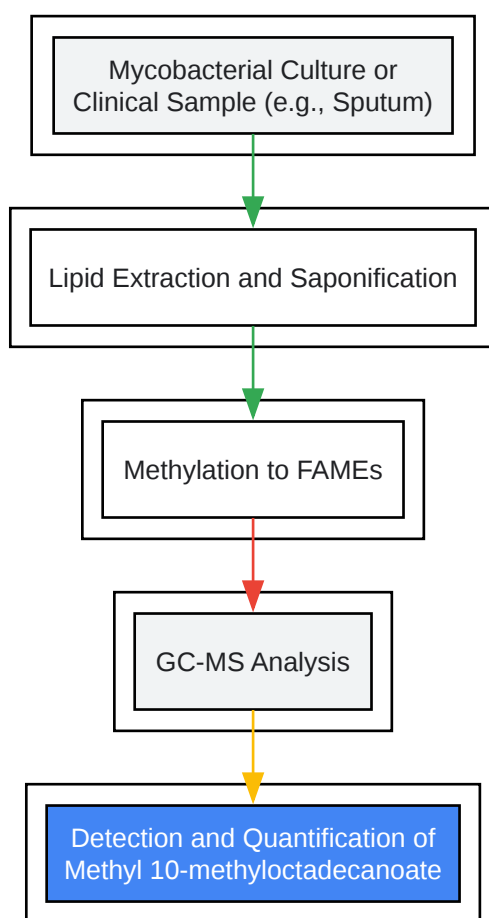 Mycobacterial Culture or
Clinical Sample (e.g., Sputum)
Lipid Extraction and Saponification
Methylation to FAMEs
GC-MS Analysis
Detection and Quantification of
Methyl 10-methyloctadecanoate